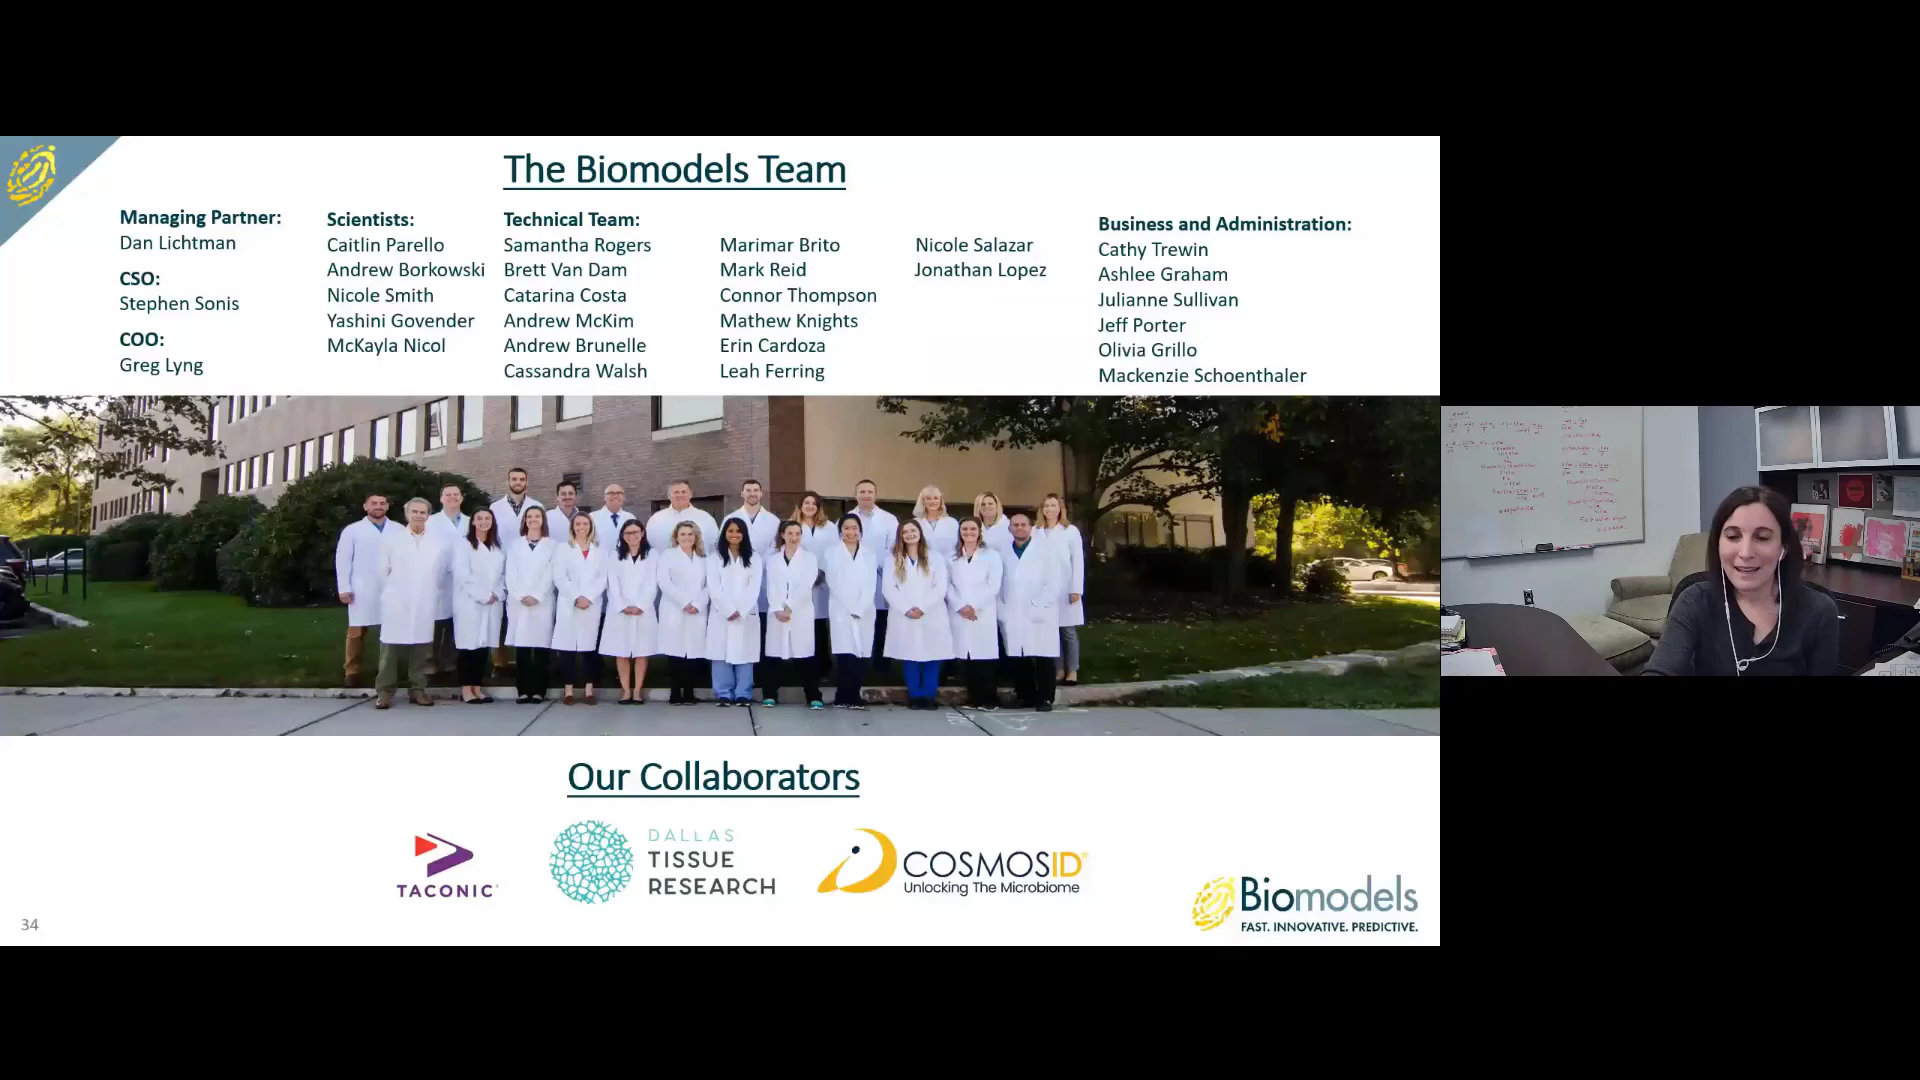 The Biomodels Team
Managing Partner:
Dan Lichtman
CSO:
Stephen Sonis
COO:
Greg Lyng
Scientists:
Caitlin Parello
Andrew Borkowski
Nicole Smith
Yashini Govender
McKayla Nicol
Technical Team:
Samantha Rogers
Brett Van Dam
Catarina Costa
Andrew McKim
Andrew Brunelle
Cassandra Walsh
Marimar Brito
Mark Reid
Connor Thompson
Mathew Knights
Erin Cardoza
Leah Ferring
Nicole Salazar
Jonathan Lopez
Business and Administration:
Cathy Trewin
Ashlee Graham
Julianne Sullivan
Jeff Porter
Olivia Grillo
Mackenzie Schoenthaler
Our Collaborators
TACONIC
DALLAS
TISSUE
RESEARCH
COSMOSID®
Unlocking The Microbiome
Biomodels
FAST. INNOVATIVE. PREDICTIVE.
34